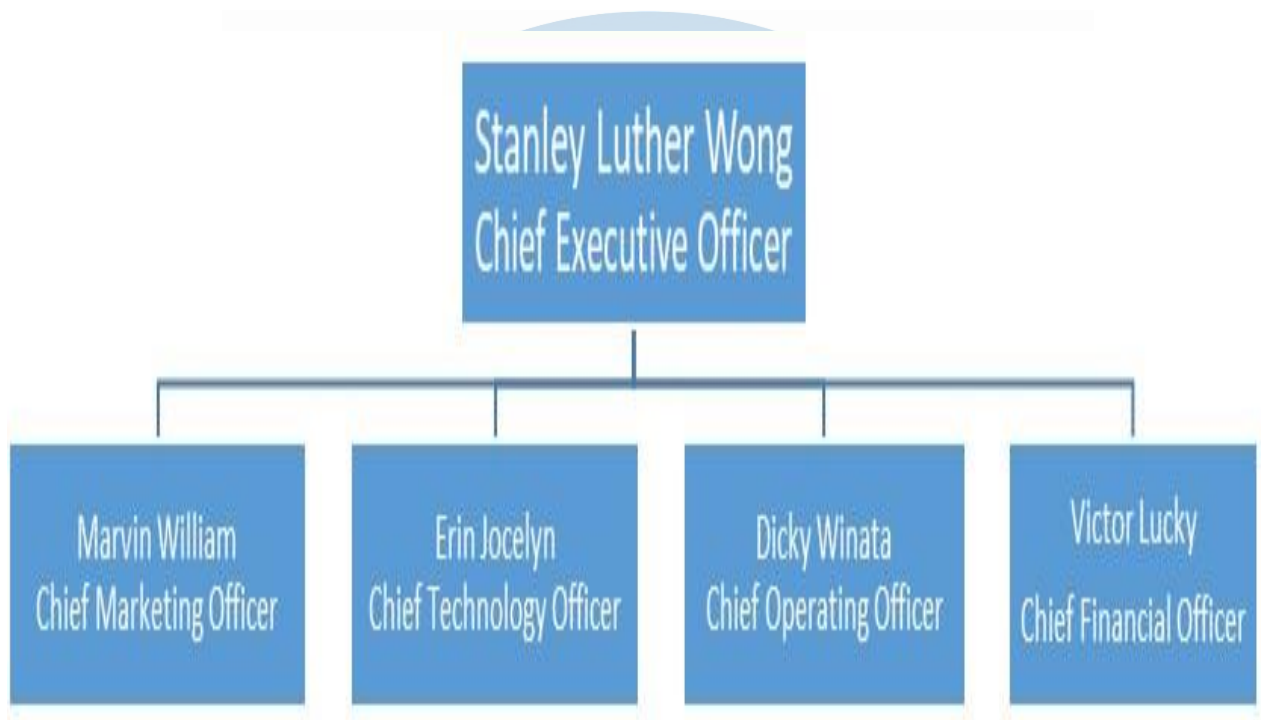 Stanley Luther Wong
Chief Executive Officer
Marvin William
Chief Marketing Officer
Erin Jocelyn
Chief Technology Officer
Dicky Winata
Chief Operating Officer
Victor Lucky
Chief Financial Officer